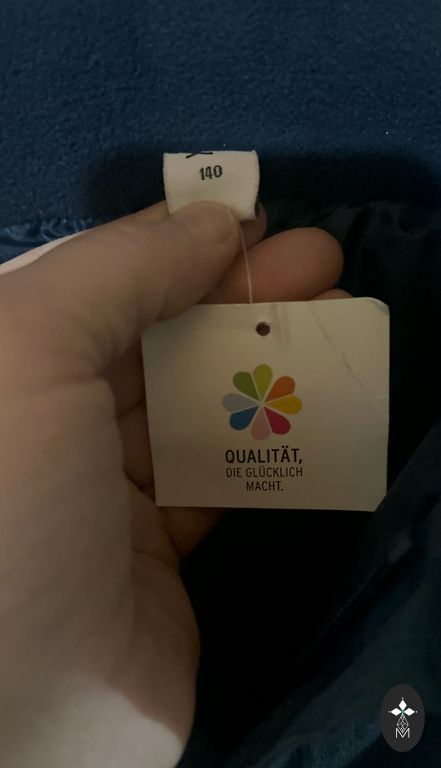 140
QUALITÄT,
DIE GLÜCKLICH
MACHT.
M